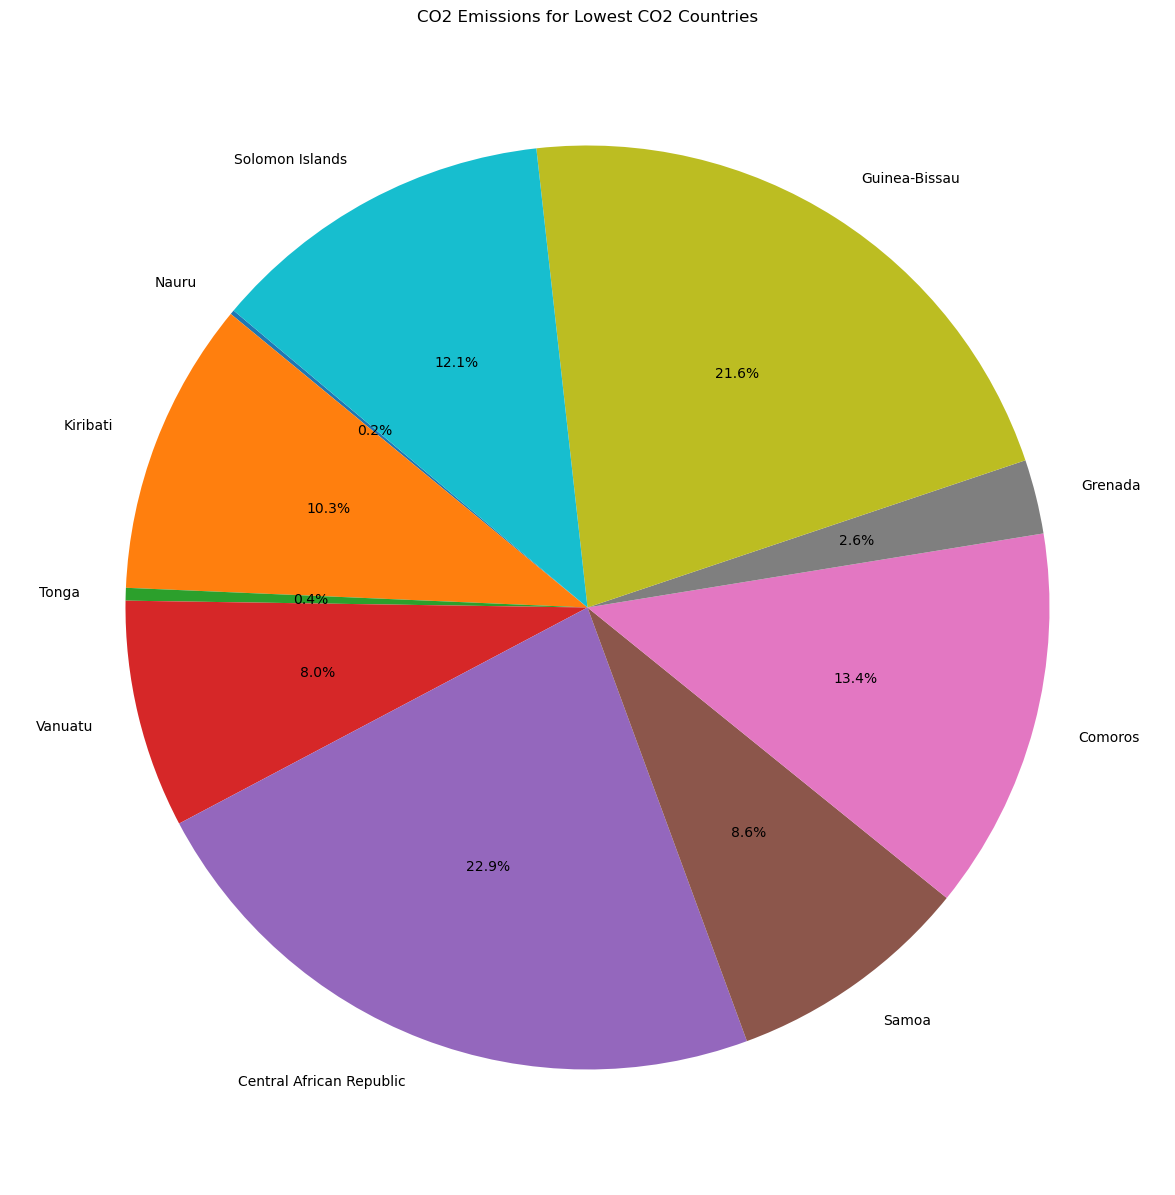 CO2 Emissions for Lowest CO2 Countries
Solomon Islands
Guinea-Bissau
Nauru
12.1%
21.6%
Kiribati
0.2%
Grenada
10.3%
2.6%
Tonga
0.4%
Vanuatu
8.0%
13.4%
Comoros
22.9%
8.6%
Samoa
Central African Republic